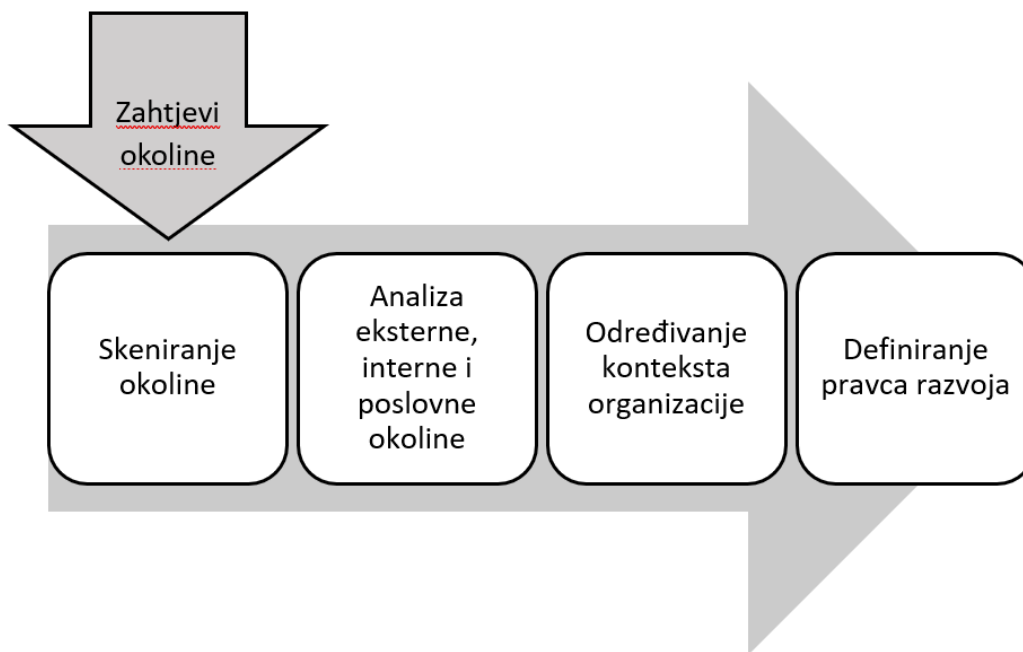 Zahtjevi
okoline
Skeniranje
okoline
Analiza
eksterne,
interne i
poslovne
okoline
Određivanje
konteksta
organizacije
Definiranje
pravca razvoja